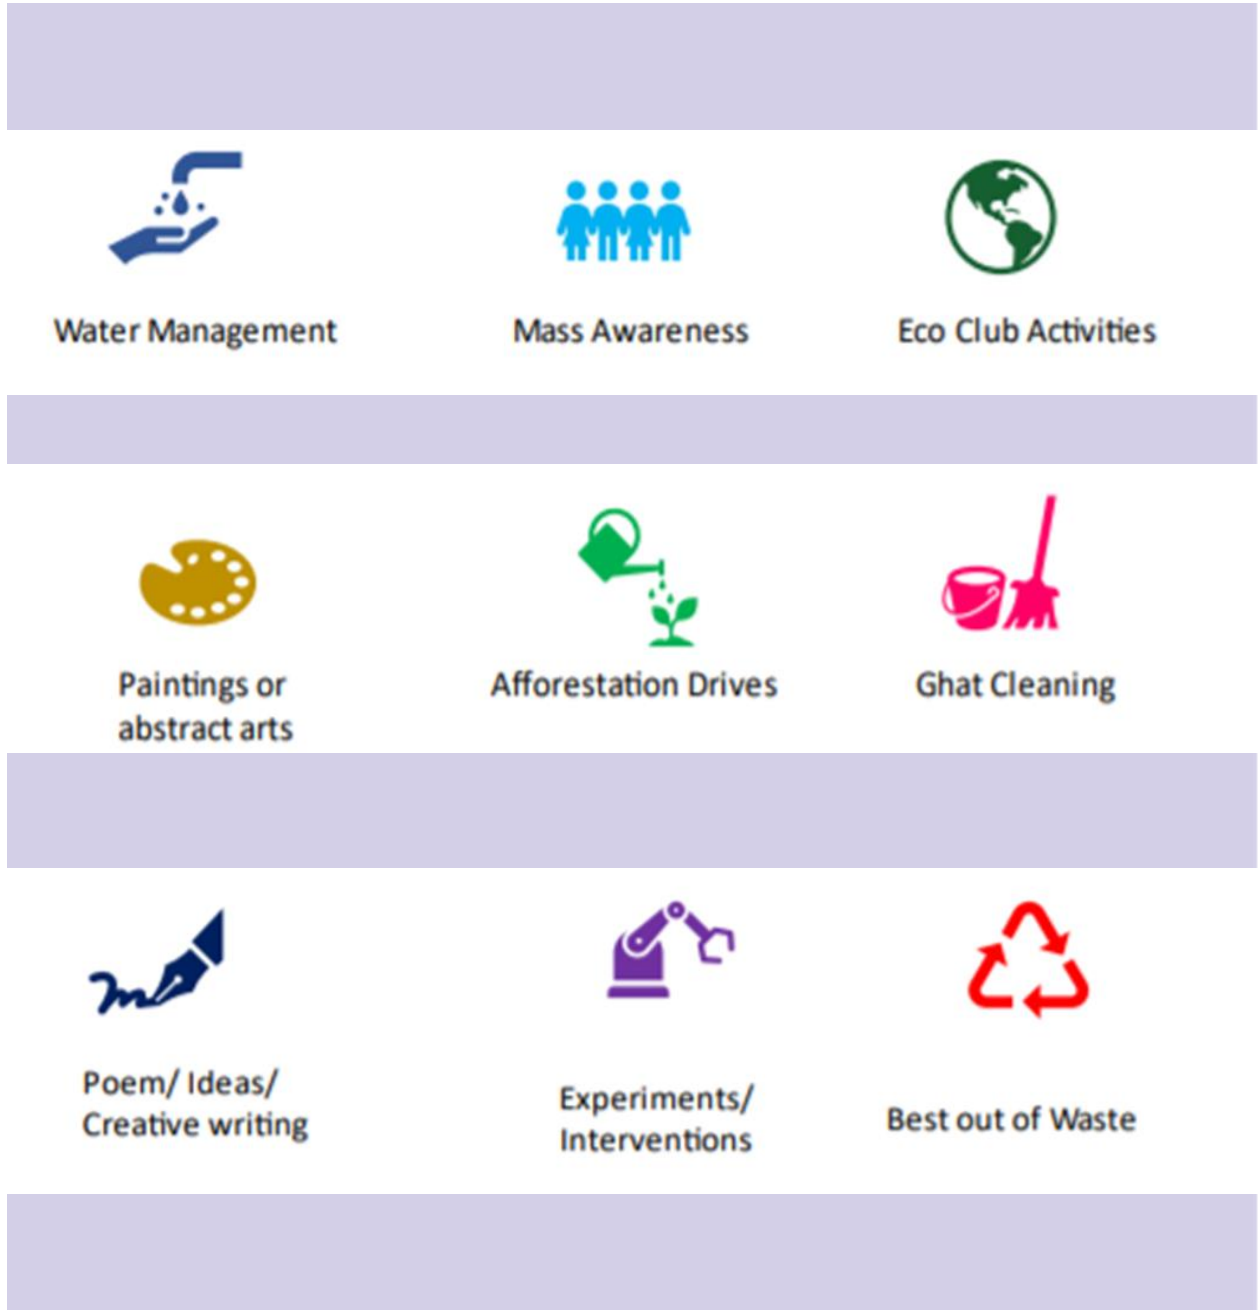 Water Management
Mass Awareness
Eco Club Activities
Paintings or
abstract arts
Afforestation Drives
Ghat Cleaning
Poem/ Ideas/
Creative writing
Experiments/
Interventions
Best out of Waste